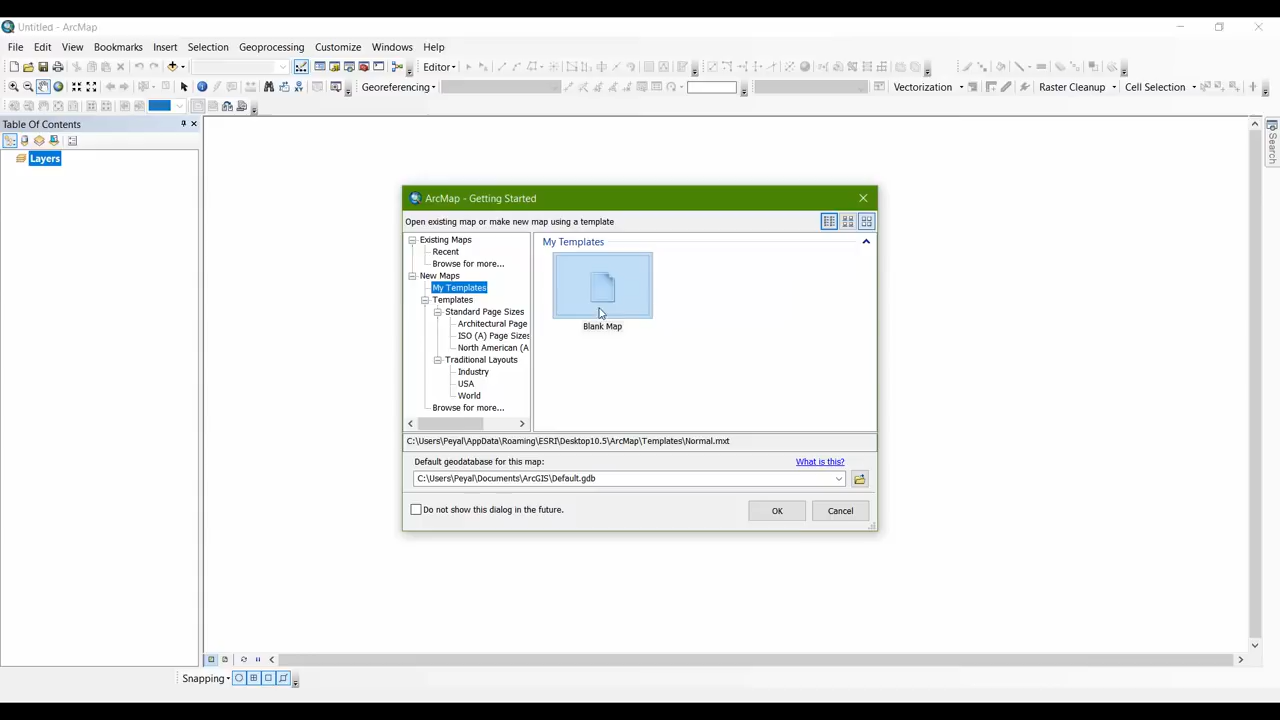 Untitled - ArcMap
File Edit View Bookmarks Insert Selection Geoprocessing Customize Windows Help
Editor
Georeferencing Vectorization Raster Cleanup Cell Selection
Table Of Contents
Layers
Search
ArcMap - Getting Started
Open existing map or make new map using a template
Existing Maps
Recent
Browse for more...
New Maps
My Templates
Templates
Standard Page Sizes
Architectural Page
ISO (A) Page Sizes
North American (A
Traditional Layouts
Industry
USA
World
Browse for more...
My Templates
Blank Map
C:\Users\Peyal\AppData\Roaming\ESRI\Desktop10.5\ArcMap\Templates\Normal.mxt
Default geodatabase for this map: What is this?
C:\Users\Peyal\Documents\ArcGIS\Default.gdb
Do not show this dialog in the future. OK Cancel
Snapping